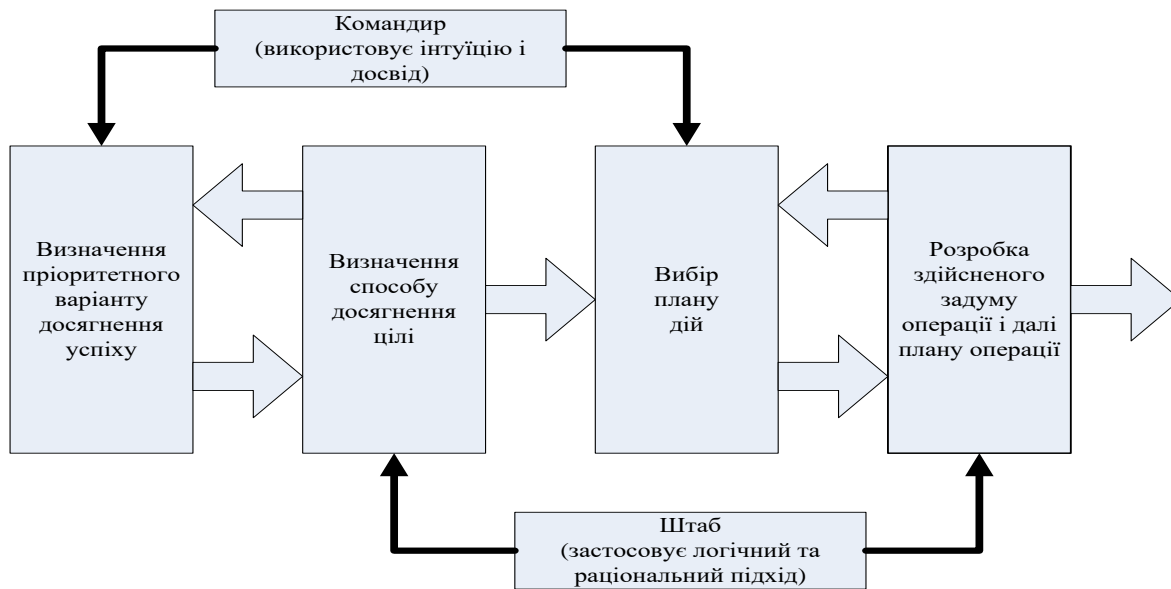 Командир
(використовує інтуїцію і
досвід)
Визначення
пріоритетного
варіанту
досягнення
успіху
Визначення
способу
досягнення
цілі
Вибір
плану
дій
Розробка
здійсненого
задуму
операції і далі
плану операції
Штаб
(застосовує логічний та
раціональний підхід)